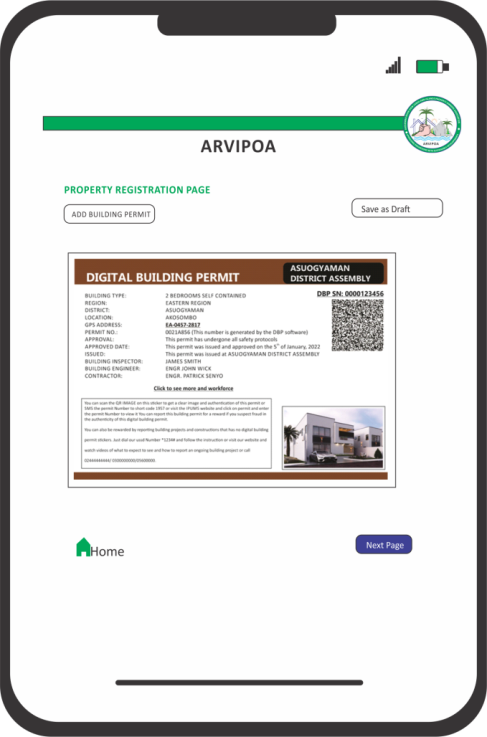 ARVIPOA
ARVIPOA
PROPERTY REGISTRATION PAGE
ADD BUILDING PERMIT
Save as Draft
DIGITAL BUILDING PERMIT
ASUOGYAMAN
DISTRICT ASSEMBLY
DBP SN: 0000123456
BUILDING TYPE: 2 BEDROOMS SELF CONTAINED
REGION: EASTERN REGION
DISTRICT: ASUOGYAMAN
LOCATION: AKOSOMBO
GPS ADDRESS: EA-0457-2817
PERMIT NO.: 0021A856 (This number is generated by the DBP software)
APPROVAL: This permit has undergone all safety protocols
APPROVED DATE: This permit was issued and approved on the 5th of January, 2022
ISSUED: This permit was issued at ASUOGYAMAN DISTRICT ASSEMBLY
BUILDING INSPECTOR: JAMES SMITH
BUILDING ENGINEER: ENGR JOHN WICK
CONTRACTOR: ENGR. PATRICK SENYO
Click to see more and workforce
You can scan the QR IMAGE on this sticker to get a clear image and authentication of this permit or
SMS the permit Number to short code 1957 or visit the website and click on permit and enter
the permit Number to view it You can report this building permit for a reward if you suspect fraud in
the authenticity of this digital building permit.
You can also be rewarded by reporting building projects and constructions that has no digital building
permit stickers. Just dial our ussd Number *1234# and follow the instruction or visit our website and
watch videos of what to expect to see and how to report an ongoing building project or call
Home
Next Page